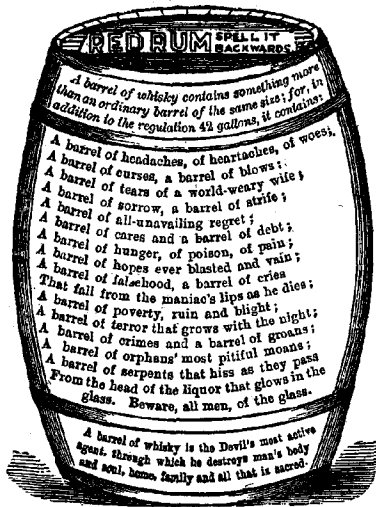 RED RUM SPELL IT
BACKWARDS.
A barrel of whisky contains something more
than an ordinary barrel of the same size; for, in
addition to the regulation 42 gallons, it contains:
A barrel of headaches, of heartaches, of woes;
A barrel of curses, a barrel of blows;
A barrel of tears of a world-weary wife;
A barrel of sorrow, a barrel of strife;
A barrel of all-unavailing regret;
A barrel of cares and a barrel of debt;
A barrel of hunger, of poison, of pain;
A barrel of hopes ever blasted and vain;
A barrel of falsehood, a barrel of cries
That fall from the maniac's lips as he dies;
A barrel of poverty, ruin and blight;
A barrel of terror that grows with the night;
A barrel of crimes and a barrel of groans;
A barrel of orphans' most pitiful moans;
A barrel of serpents that hiss as they pass
From the head of the liquor that glows in the
glass. Beware, all men, of the glass.
A barrel of whisky is the Devil's most active
agent, through which he destroys man's body
and soul, home, family and all that is sacred.